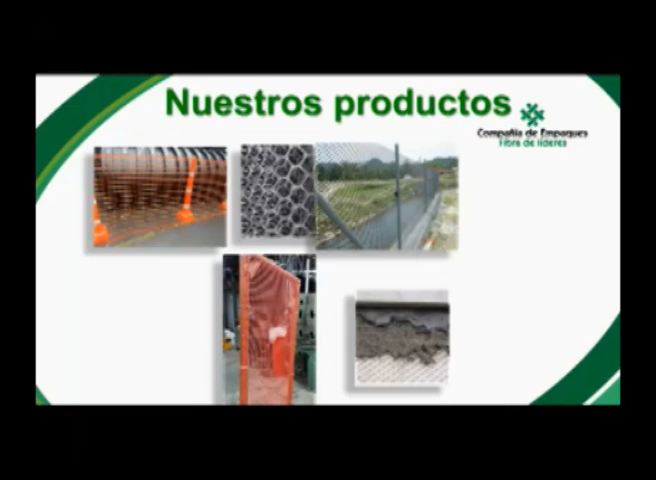 Nuestros productos
Compañía de Empaques
Fibra de líderes